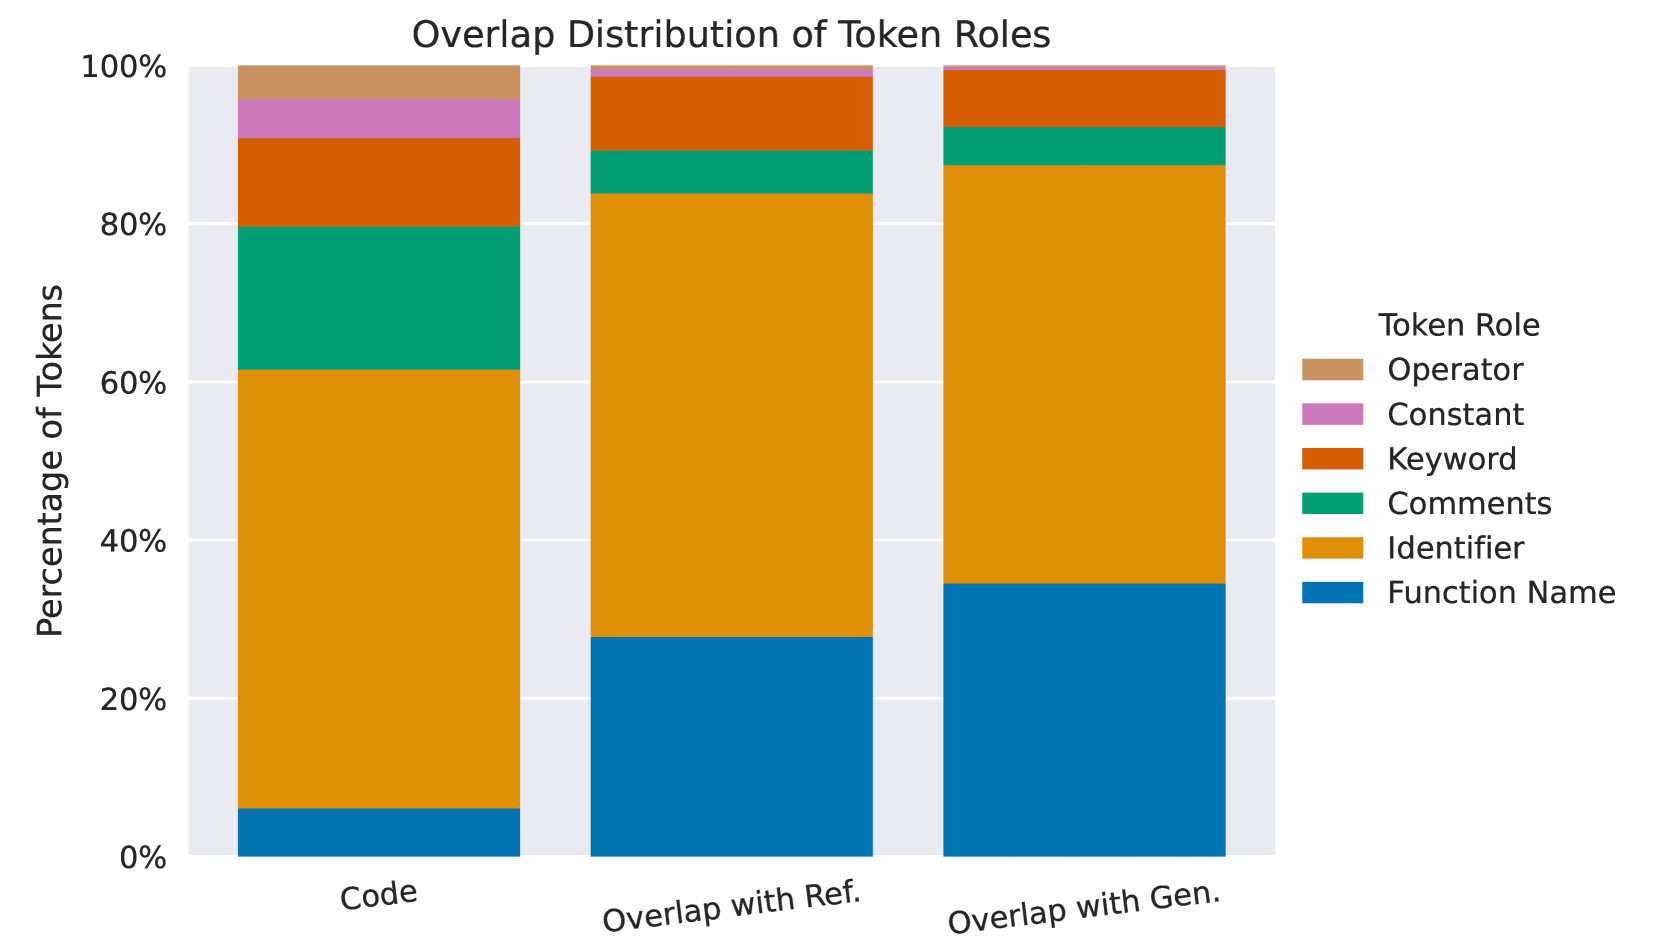 Overlap Distribution of Token Roles
Percentage of Tokens
100%
80%
60%
40%
20%
0%
Code
Overlap with Ref.
Overlap with Gen.
Token Role
Operator
Constant
Keyword
Comments
Identifier
Function Name